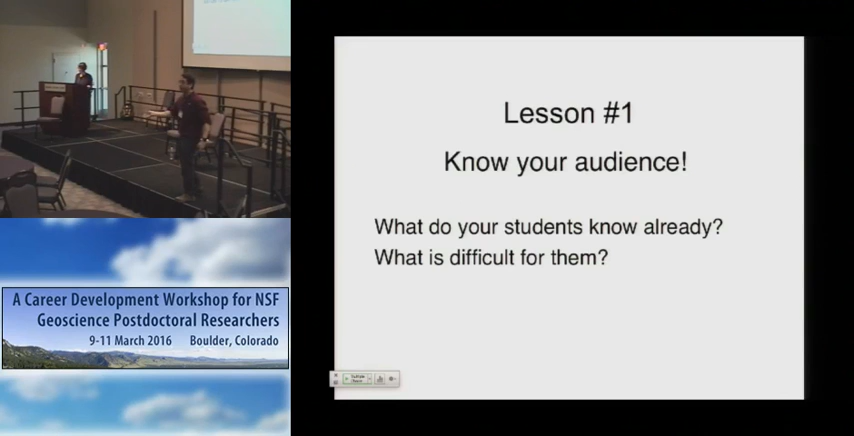 Lesson #1
Know your audience!
What do your students know already?
What is difficult for them?
A Career Development Workshop for NSF
Geoscience Postdoctoral Researchers
9-11 March 2016 Boulder, Colorado